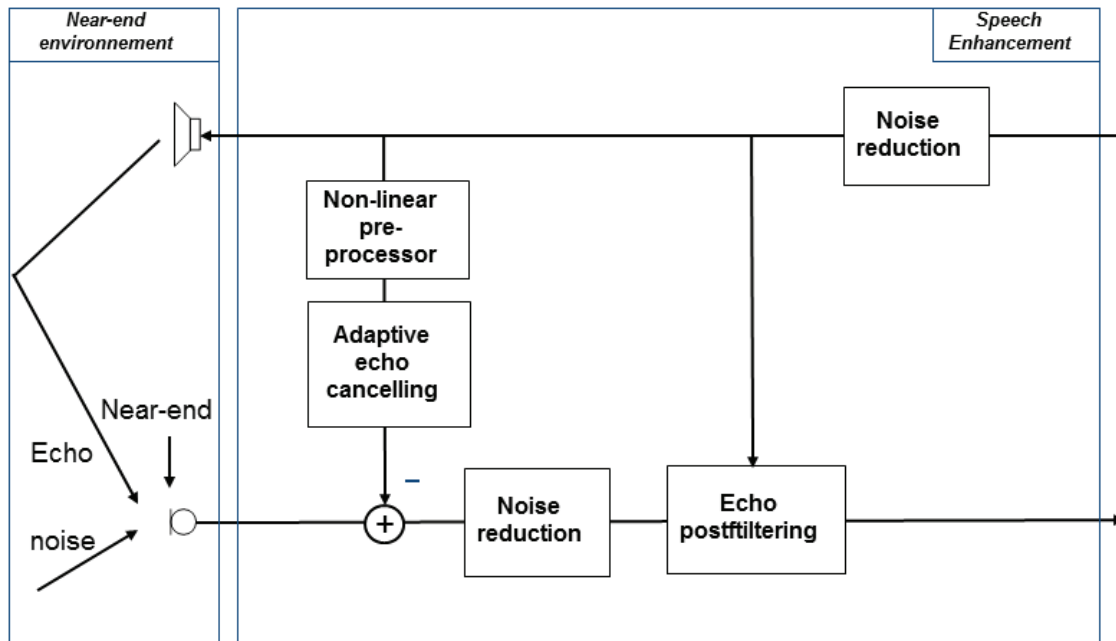 Near-end
environnement
Speech
Enhancement
Noise
reduction
Non-linear
pre-
processor
Adaptive
echo
cancelling
Near-end
Echo
noise
–
+
Noise
reduction
Echo
postftiltering